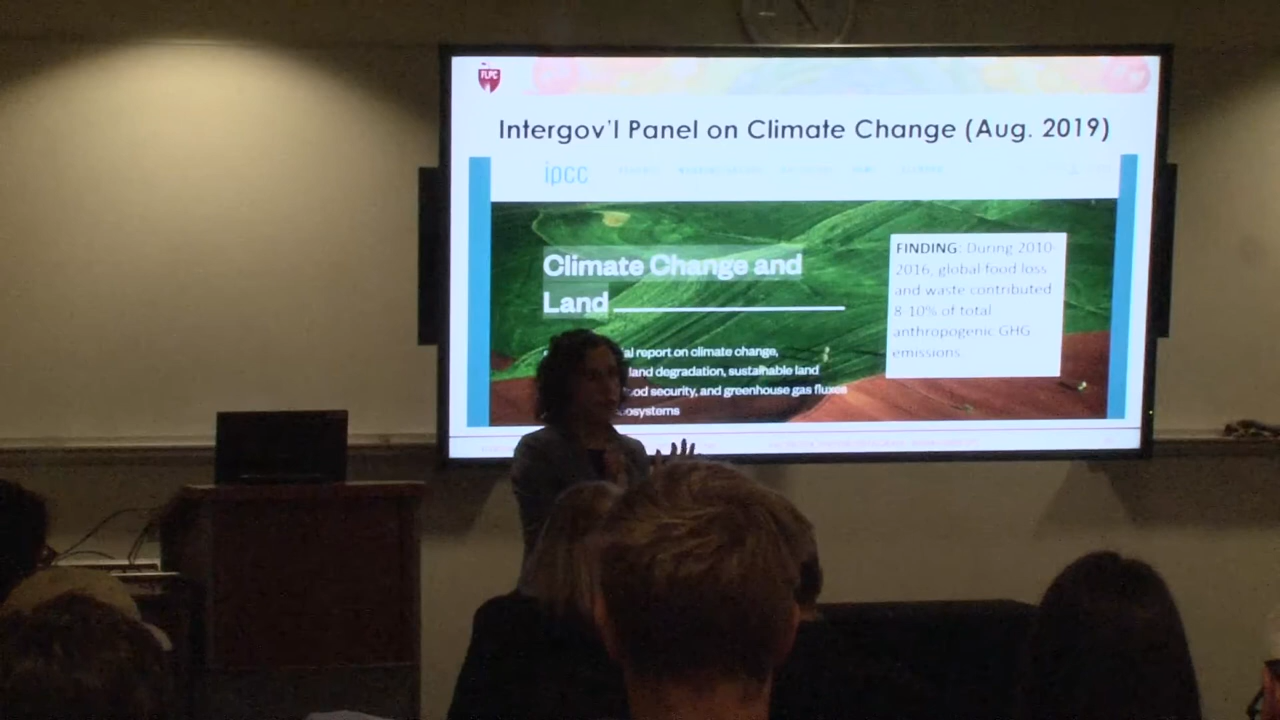 FLPC
Intergov'l Panel on Climate Change (Aug. 2019)
ipcc
Climate Change and
Land
al report on climate change,
land degradation, sustainable land
od security, and greenhouse gas fluxes
osystems
FINDING: During 2010-
2016, global food loss
and waste contributed
8-10% of total
anthropogenic GHG
emissions.